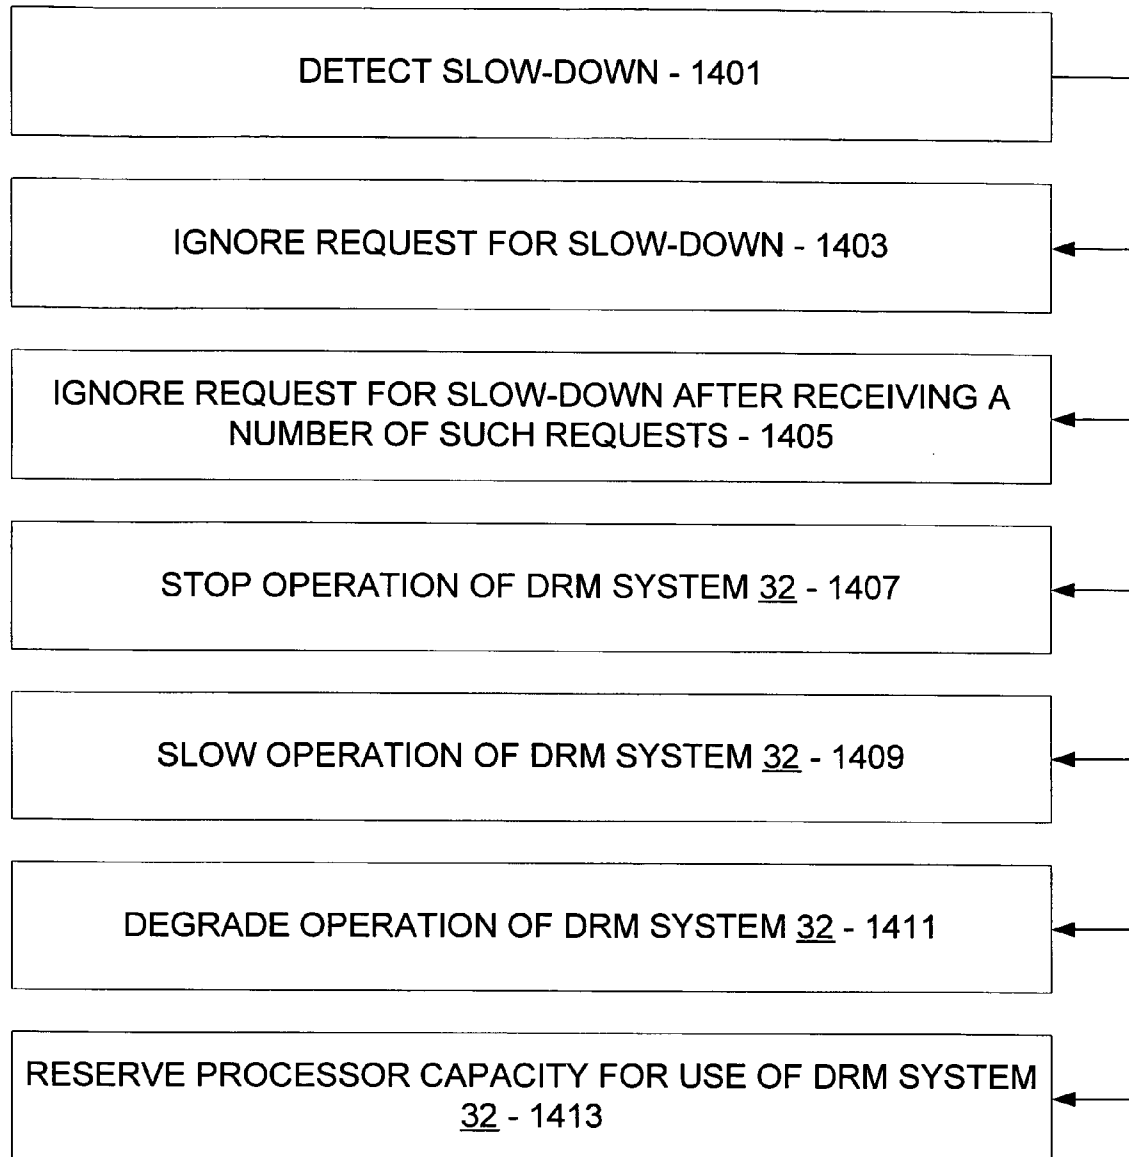 DETECT SLOW-DOWN - 1401
IGNORE REQUEST FOR SLOW-DOWN - 1403
IGNORE REQUEST FOR SLOW-DOWN AFTER RECEIVING A
NUMBER OF SUCH REQUESTS - 1405
STOP OPERATION OF DRM SYSTEM 32 - 1407
SLOW OPERATION OF DRM SYSTEM 32 - 1409
DEGRADE OPERATION OF DRM SYSTEM 32 - 1411
RESERVE PROCESSOR CAPACITY FOR USE OF DRM SYSTEM
32 - 1413